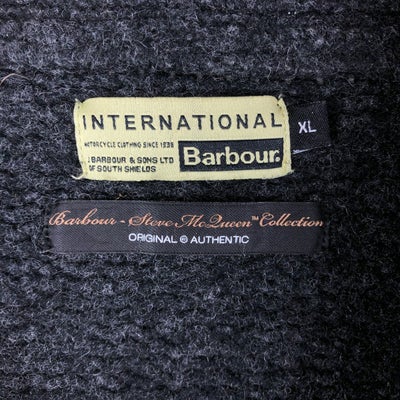 INTERNATIONAL
MOTORCYCLE CLOTHING SINCE 1936
J.BARBOUR & SONS LTD
OF SOUTH SHIELDS
Barbour.
XL
Barbour - Steve McQueen™ Collection
ORIGINAL © AUTHENTIC